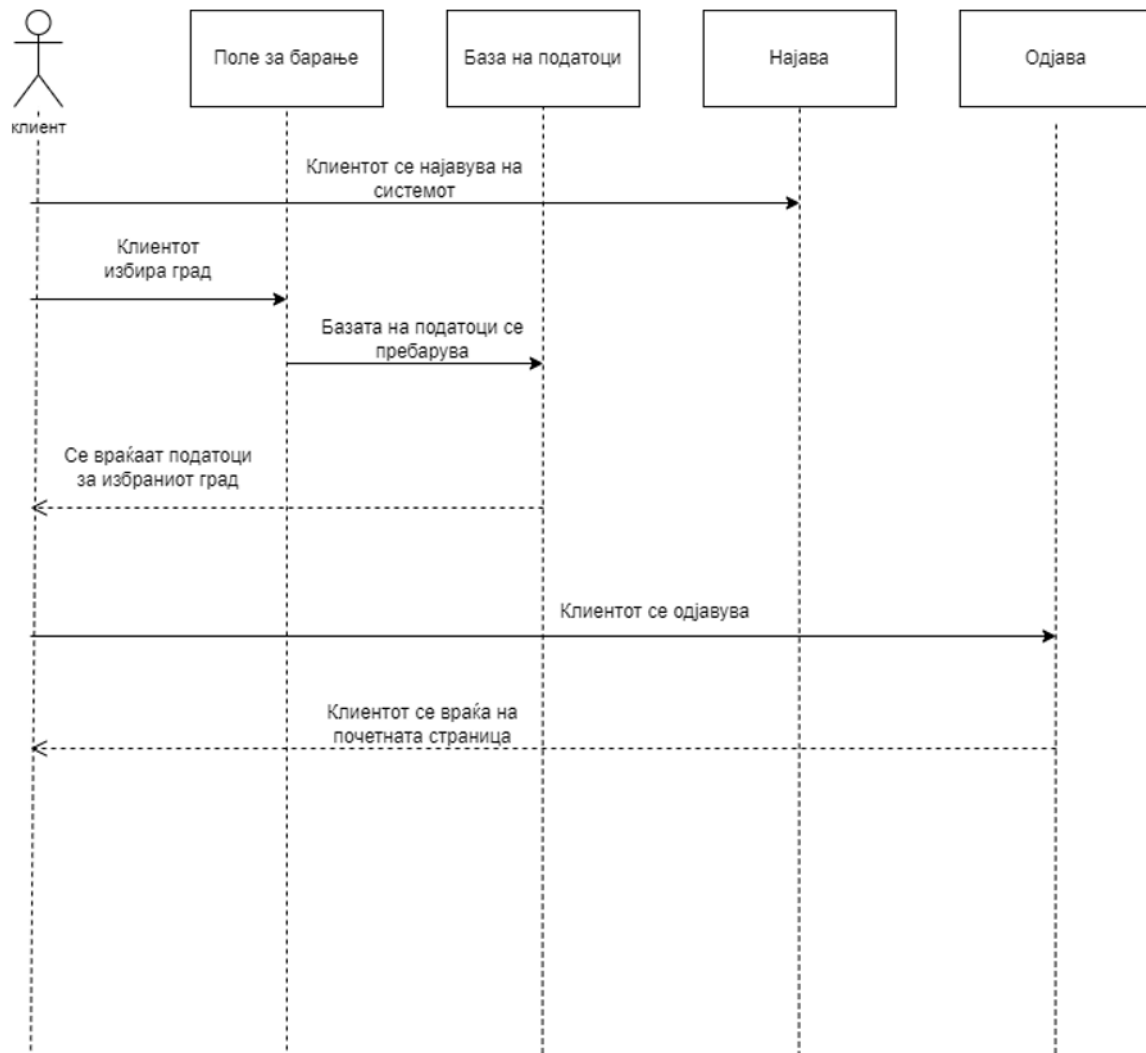 Поле за барање
База на податоци
Најава
Одјава
клиент
Клиентот се најавува на
системот
Клиентот
избира град
Базата на податоци се
пребарува
Се враќаат податоци
за избраниот град
Клиентот се одјавува
Клиентот се враќа на
почетната страница